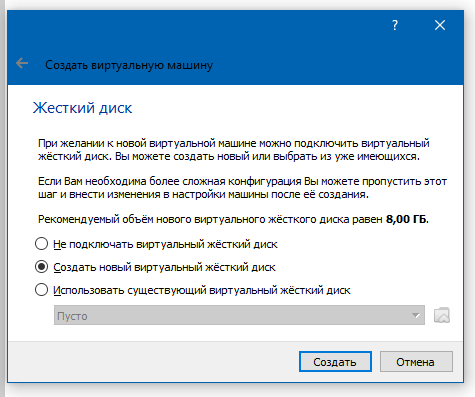 ?
Создать виртуальную машину
Жесткий диск
При желании к новой виртуальной машине можно подключить виртуальный
жёсткий диск. Вы можете создать новый или выбрать из уже имеющихся.
Если Вам необходима более сложная конфигурация Вы можете пропустить этот
шаг и внести изменения в настройки машины после её создания.
Рекомендуемый объём нового виртуального жёсткого диска равен 8,00 ГБ.
Не подключать виртуальный жёсткий диск
Создать новый виртуальный жёсткий диск
Использовать существующий виртуальный жёсткий диск
Пусто
Создать Отмена